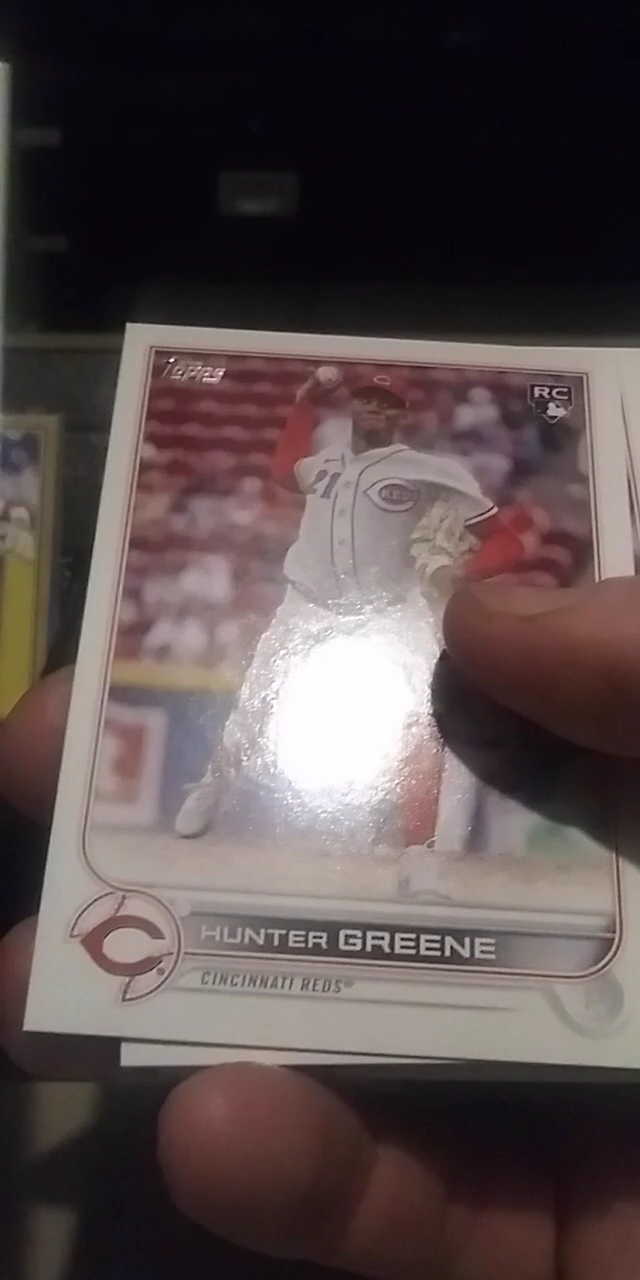 Topps
RC
21
REDS
HUNTER GREENE
C
CINCINNATI REDS®